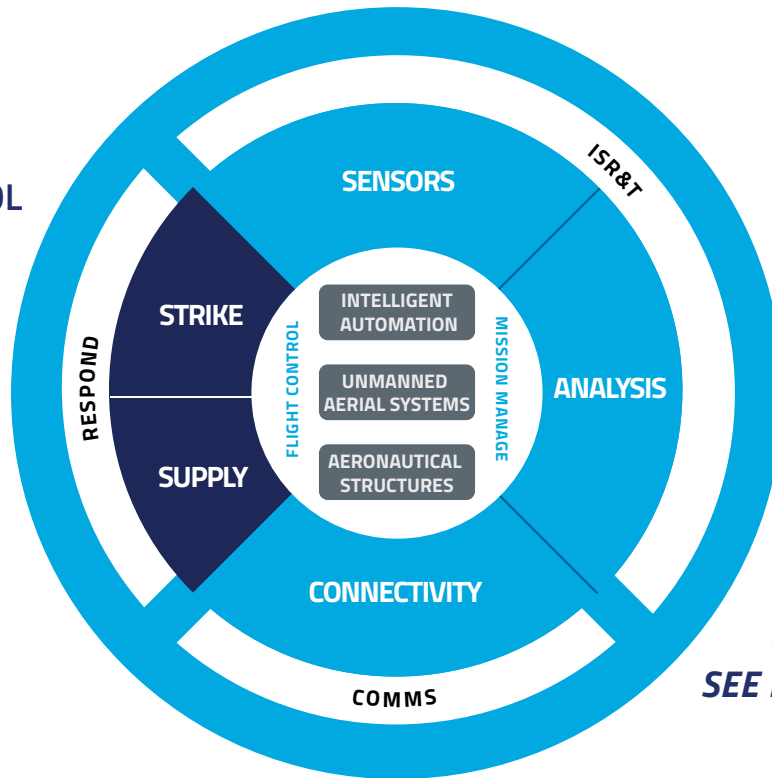 ISR&T
SENSORS
STRIKE
RESPOND
SUPPLY
FLIGHT CONTROL
INTELLIGENT
AUTOMATION
UNMANNED
AERIAL SYSTEMS
AERONAUTICAL
STRUCTURES
MISSION MANAGE
ANALYSIS
CONNECTIVITY
COMMS
SEE